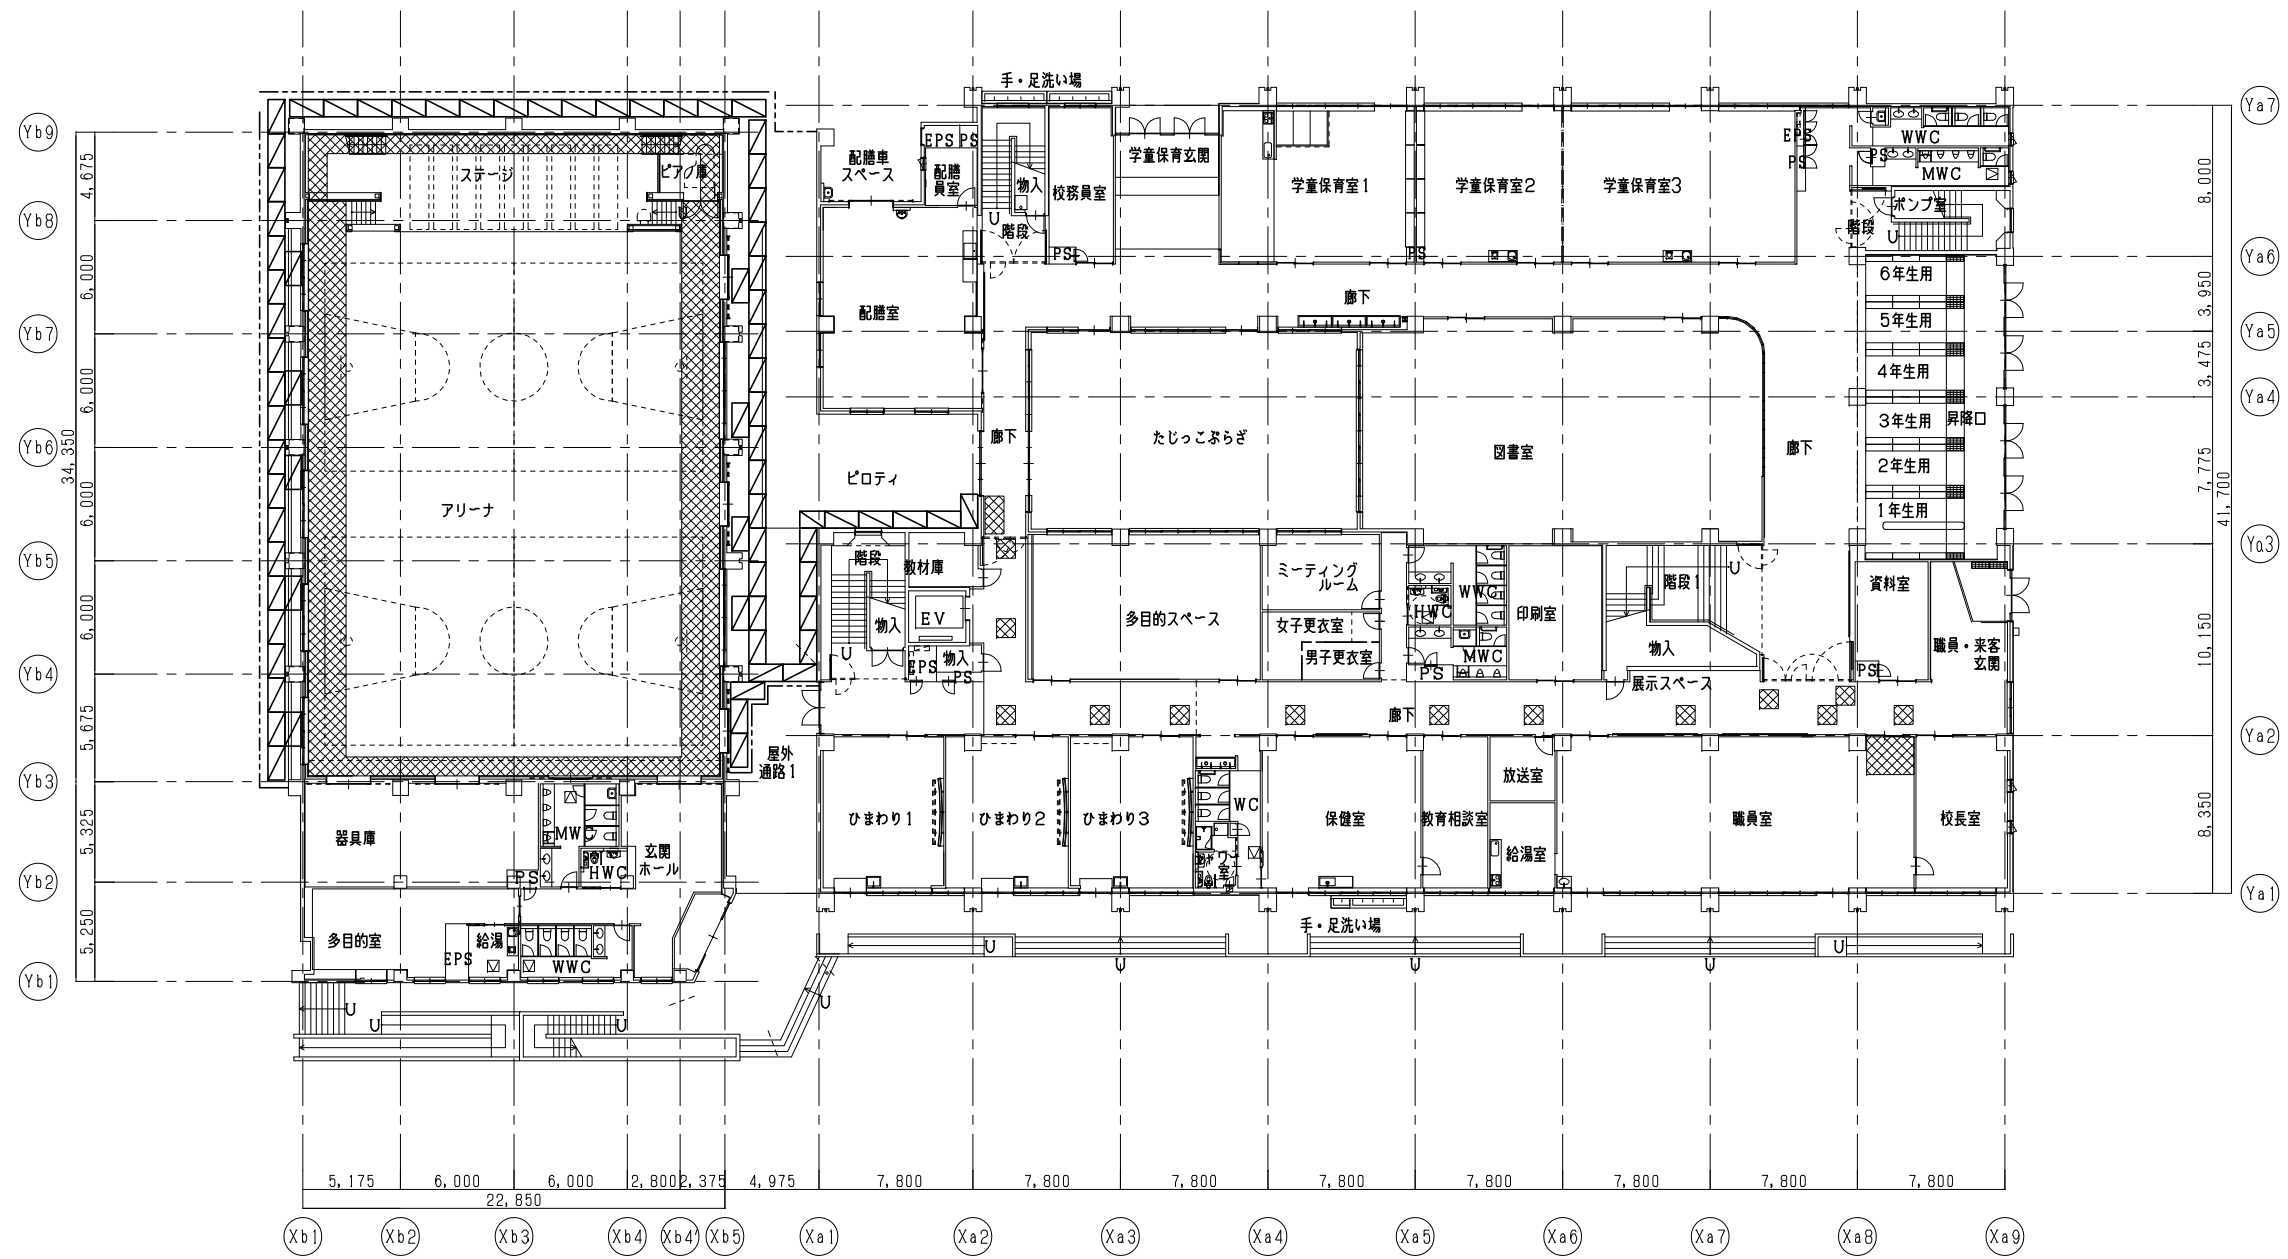 手・足洗い場
Yb9
Ya7
EPS
PS
配膳車
スペース
配膳
員室
物入
校務員室
学童保育玄関
学童保育室1
学童保育室2
学童保育室3
EPS
PS
WWC
PS
MWC
ポンプ室
階段
U
ステージ
ピアノ庫
U
U
階段
PS
PS
4,675
8,000
Yb8
Ya6
6年生用
6,000
3,950
配膳室
廊下
5年生用
Yb7
Ya5
4年生用
6,000
3,475
Ya4
3年生用
昇降口
廊下
たじっこぷらざ
図書室
廊下
2年生用
Yb6
34,350
7,775
41,700
ピロティ
6,000
アリーナ
1年生用
Yb5
Ya3
階段
教材庫
EV
物入
U
EPS
物入
PS
多目的スペース
ミーティング
ルーム
女子更衣室
男子更衣室
HWC
WWC
MWC
PS
印刷室
階段1
U
物入
展示スペース
資料室
PS
職員・来客
玄関
6,000
10,150
Yb4
5,675
廊下
Ya2
屋外
通路1
Yb3
放送室
ひまわり1
ひまわり2
ひまわり3
WC
保健室
教育相談室
給湯室
職員室
校長室
5,325
8,350
器具庫
MWC
HWC
PS
玄関
ホール
Yb2
Ya1
5,250
多目的室
EPS
給湯
WWC
手・足洗い場
U
U
U
U
U
Yb1
U
U
U
U
5,175
6,000
6,000
2,800
2,375
4,975
7,800
7,800
7,800
7,800
7,800
7,800
7,800
7,800
22,850
Xb1
Xb2
Xb3
Xb4
Xb4'
Xb5
Xa1
Xa2
Xa3
Xa4
Xa5
Xa6
Xa7
Xa8
Xa9